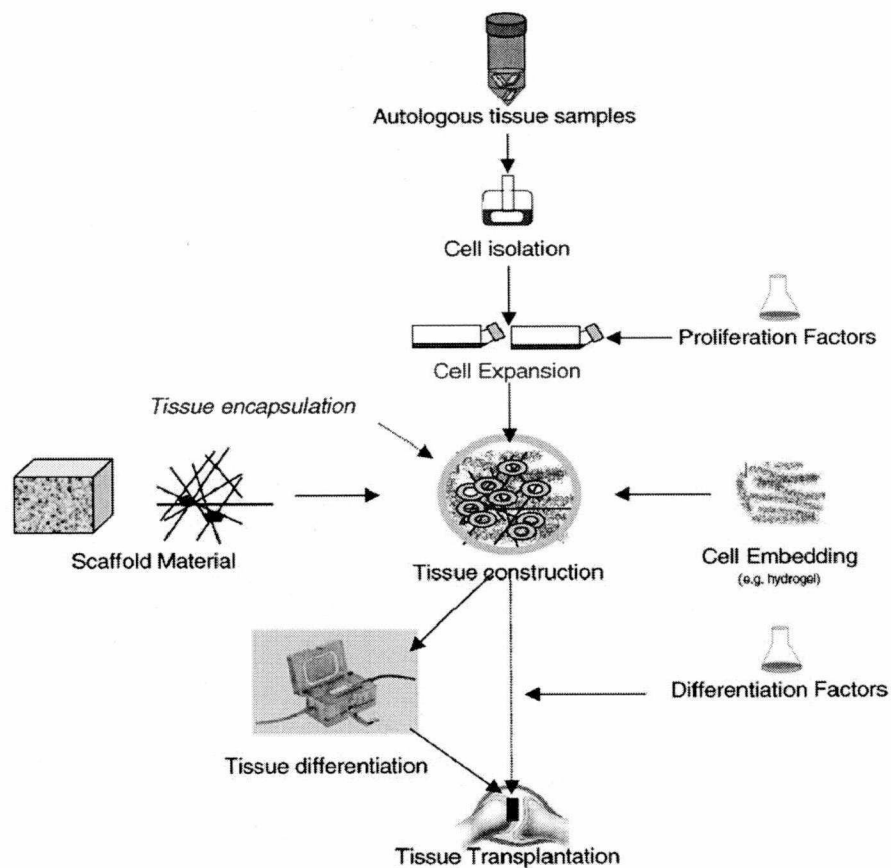 Autologous tissue samples
Cell isolation
Proliferation Factors
Cell Expansion
Tissue encapsulation
Scaffold Material
Tissue construction
Cell Embedding
(e.g. hydrogel)
Differentiation Factors
Tissue differentiation
Tissue Transplantation